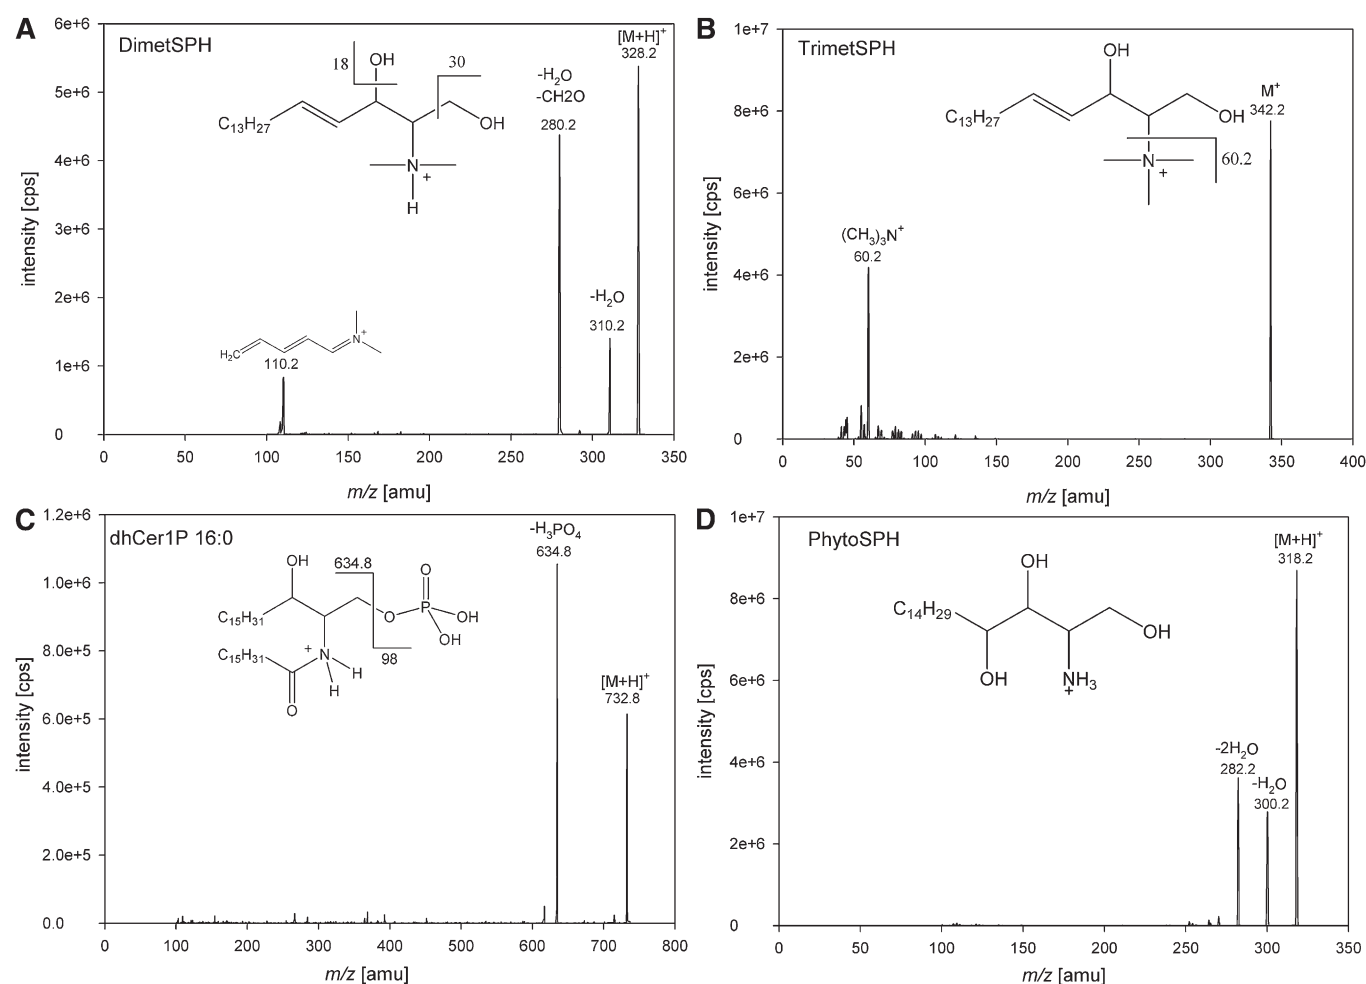 A
DimetSPH
6e+6
5e+6
4e+6
3e+6
2e+6
1e+6
0
intensity [cps]
18
OH
30
C₁₃H₂₇
OH
N
+
H
-H₂O
-CH2O
280.2
[M+H]⁺
328.2
-H₂O
310.2
H₂C
N⁺
110.2
0 50 100 150 200 250 300 350
m/z [amu]
B
TrimetSPH
1e+7
8e+6
6e+6
4e+6
2e+6
0
intensity [cps]
OH
C₁₃H₂₇
OH
N
+
60.2
M⁺
342.2
(CH₃)₃N⁺
60.2
0 50 100 150 200 250 300 350 400
m/z [amu]
C
dhCer1P 16:0
1.2e+6
1.0e+6
8.0e+5
6.0e+5
4.0e+5
2.0e+5
0.0
intensity [cps]
OH
634.8
O
C₁₅H₃₁
O
P
OH
OH
C₁₅H₃₁
+
N
H
H
98
O
-H₃PO₄
634.8
[M+H]⁺
732.8
0 100 200 300 400 500 600 700 800
m/z [amu]
D
PhytoSPH
1e+7
8e+6
6e+6
4e+6
2e+6
0
intensity [cps]
OH
C₁₄H₂₉
OH
OH
NH₃
+
[M+H]⁺
318.2
-2H₂O
282.2
-H₂O
300.2
0 50 100 150 200 250 300 350
m/z [amu]